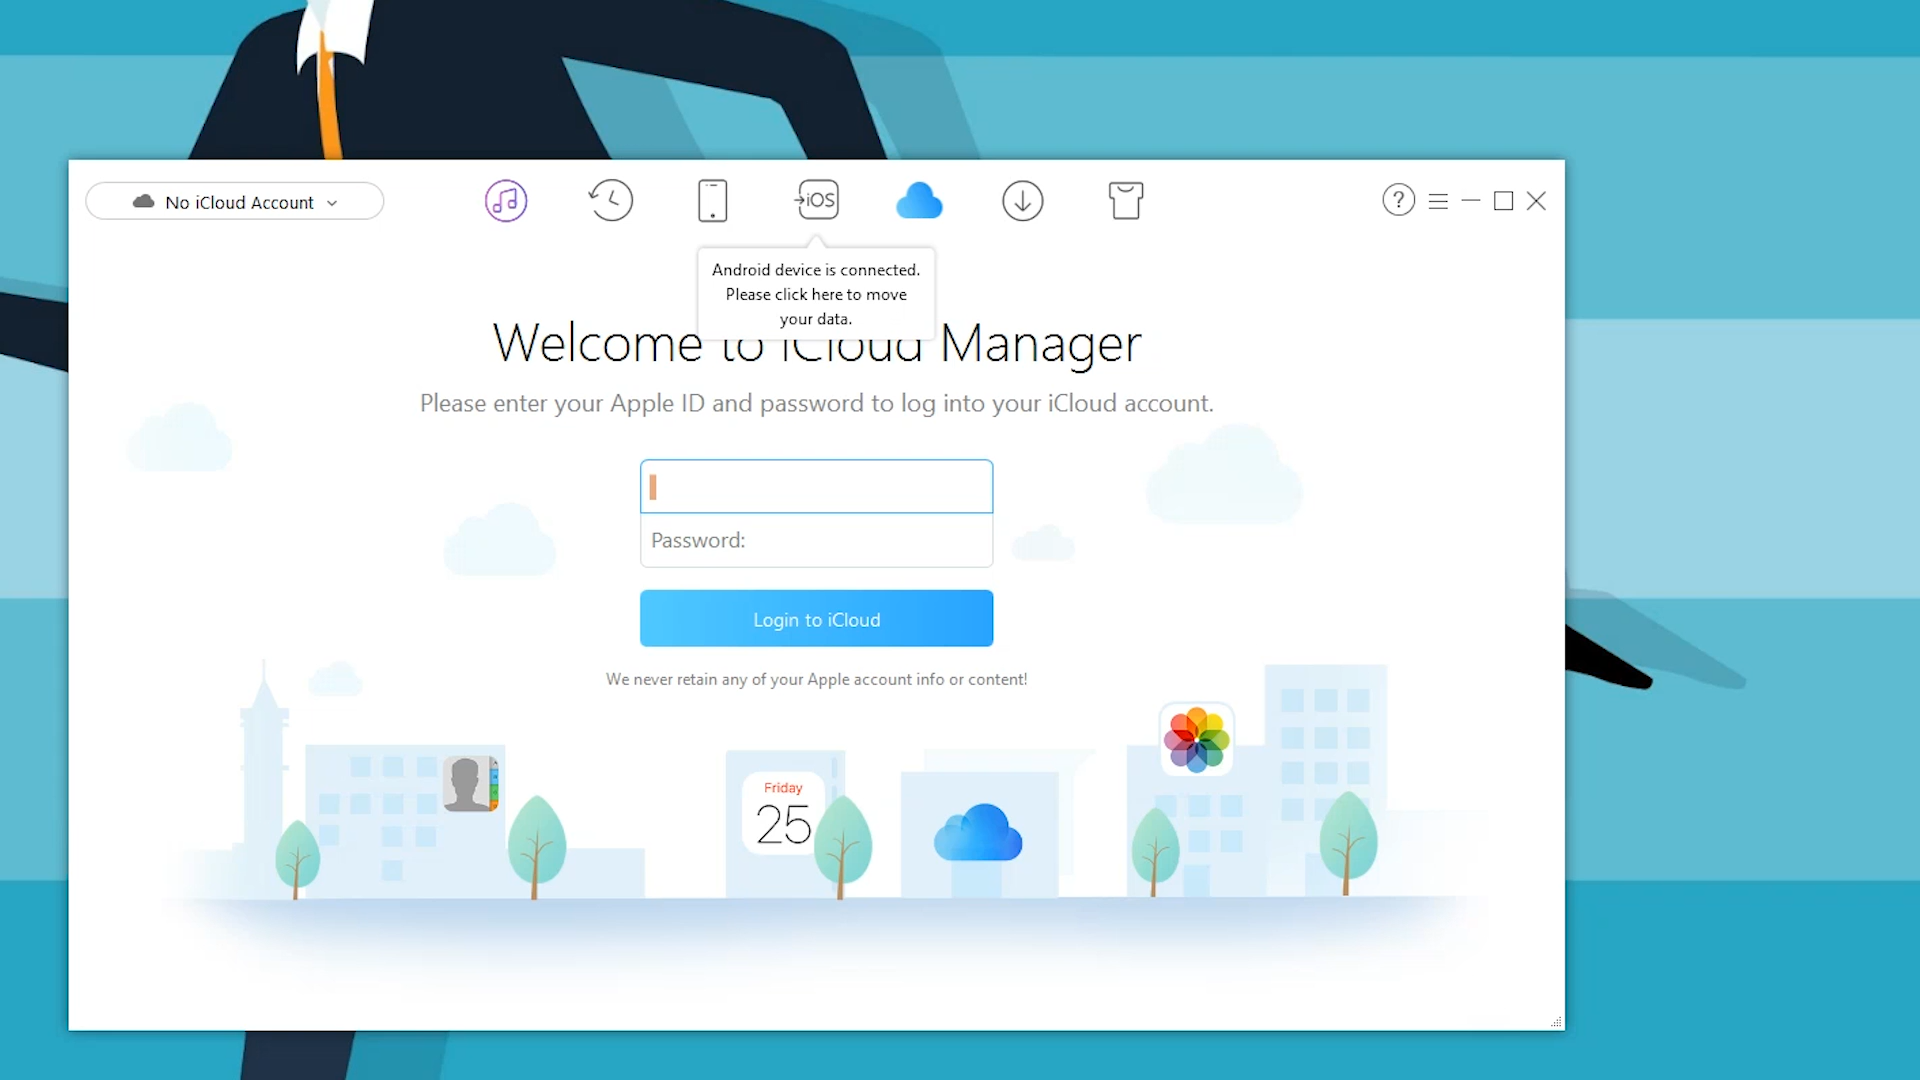 No iCloud Account
iOS
?
Android device is connected.
Please click here to move
your data.
Welcome to iCloud Manager
Please enter your Apple ID and password to log into your iCloud account.
Password:
Login to iCloud
We never retain any of your Apple account info or content!
Friday
25